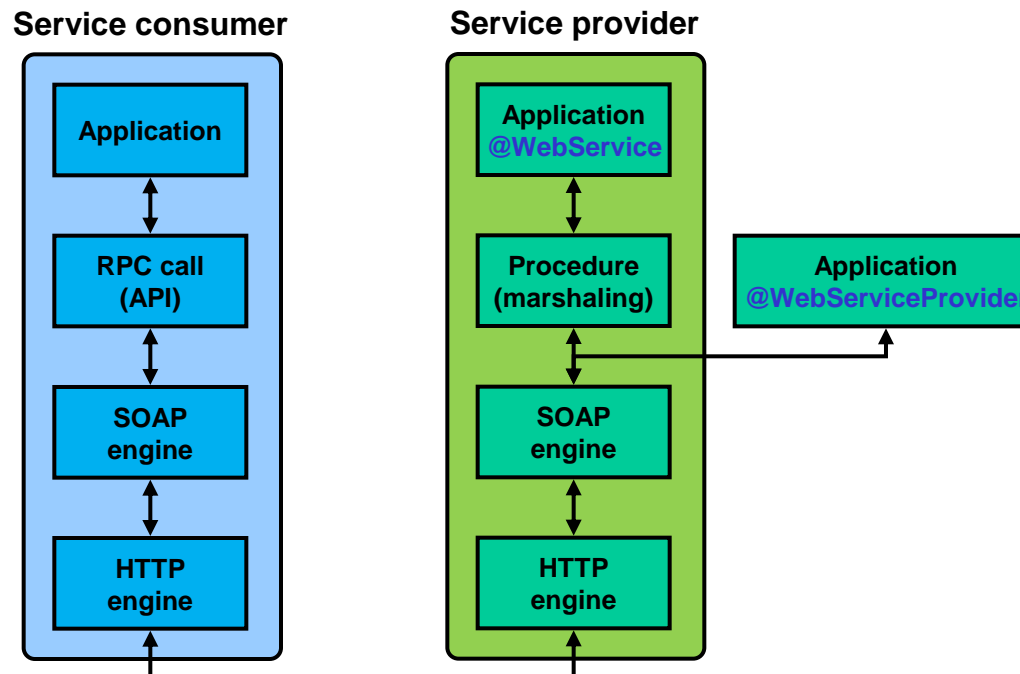 Service consumer
Application
RPC call
(API)
SOAP
engine
HTTP
engine
Service provider
Application
@WebService
Procedure
(marshaling)
SOAP
engine
HTTP
engine
Application
@WebServiceProvide